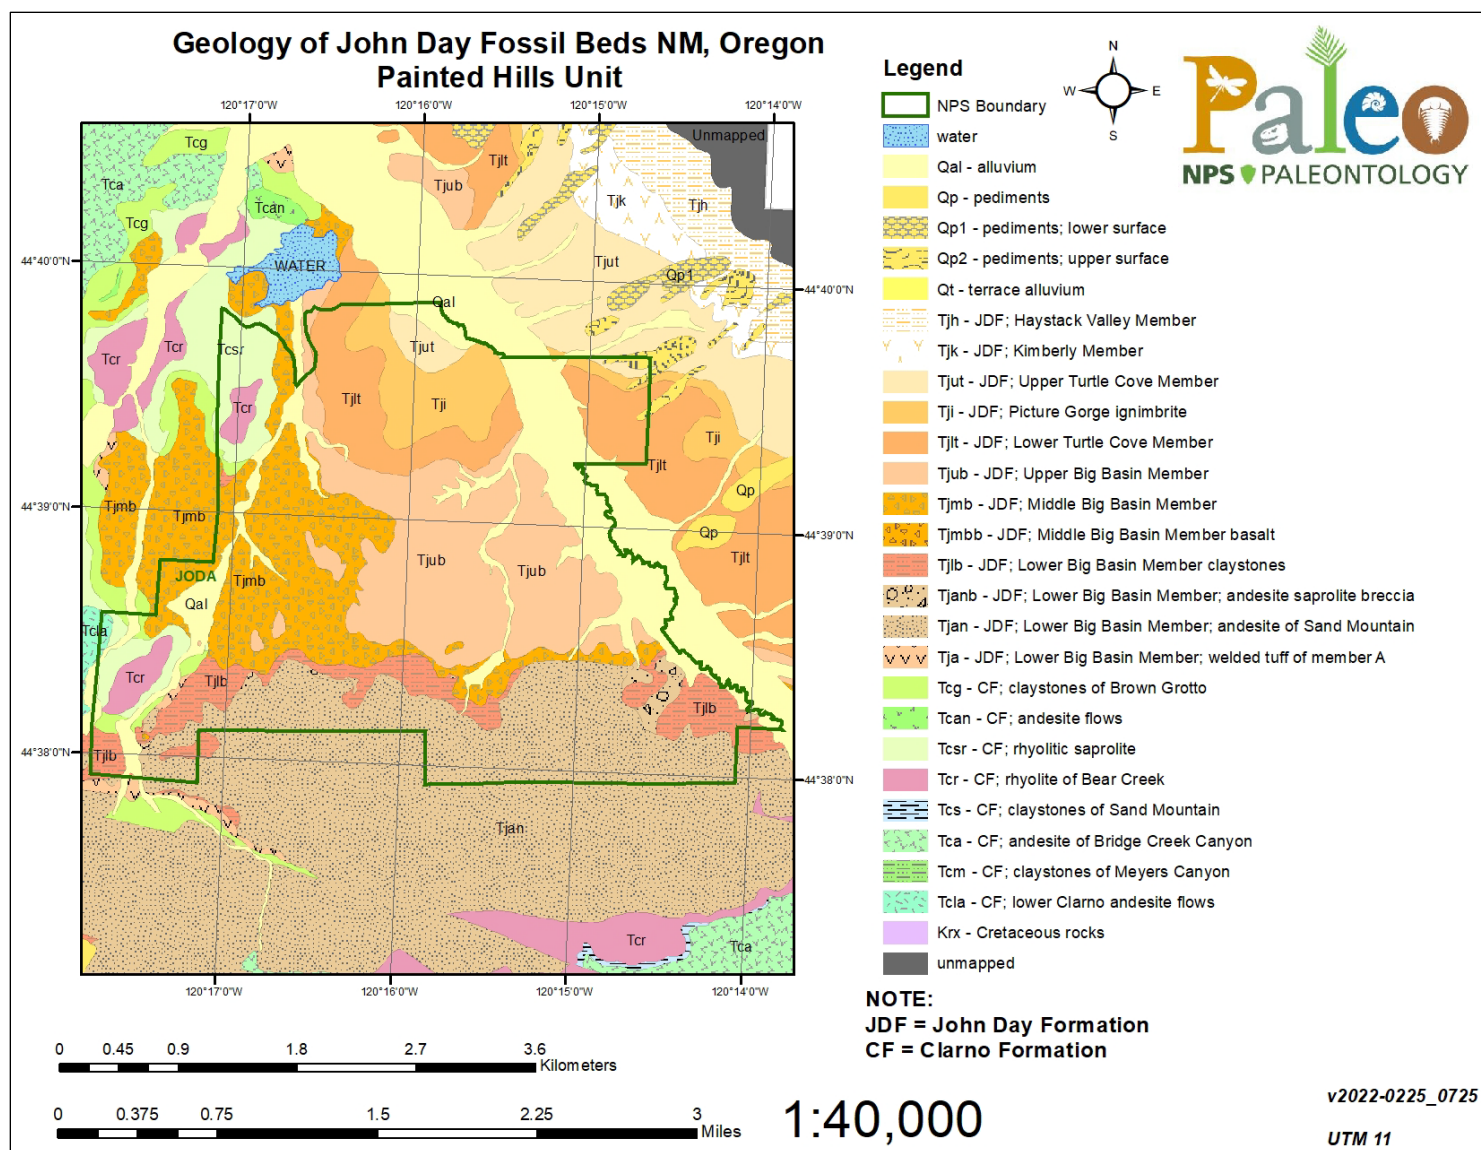 Geology of John Day Fossil Beds NM, Oregon
Painted Hills Unit
120°17'0"W
120°16'0"W
120°15'0"W
120°14'0"W
44°40'0"N
44°39'0"N
44°38'0"N
44°40'0"N
44°39'0"N
44°38'0"N
120°17'0"W
120°16'0"W
120°15'0"W
120°14'0"W
Tcg
Tca
Tcg
Tcan
WATER
Tjlt
Tjub
Tjk
Tjh
Unmapped
Tjut
Qp1
Qal
Tcr
Tcr
Tcsr
Tjut
Tcr
Tjlt
Tji
Tji
Tjlt
Qp
Tjmb
Tjmb
Qp
Tjub
Tjub
Tjlt
JODA
Tjmb
Qal
Tcla
Tcr
Tjlb
Tjlb
Tjlb
Tjan
Tcr
Tca
Legend
NPS Boundary
water
Qal - alluvium
Qp - pediments
Qp1 - pediments; lower surface
Qp2 - pediments; upper surface
Qt - terrace alluvium
Tjh - JDF; Haystack Valley Member
Tjk - JDF; Kimberly Member
Tjut - JDF; Upper Turtle Cove Member
Tji - JDF; Picture Gorge ignimbrite
Tjlt - JDF; Lower Turtle Cove Member
Tjub - JDF; Upper Big Basin Member
Tjmb - JDF; Middle Big Basin Member
Tjmbb - JDF; Middle Big Basin Member basalt
Tjlb - JDF; Lower Big Basin Member claystones
Tjanb - JDF; Lower Big Basin Member; andesite saprolite breccia
Tjan - JDF; Lower Big Basin Member; andesite of Sand Mountain
Tja - JDF; Lower Big Basin Member; welded tuff of member A
Tcg - CF; claystones of Brown Grotto
Tcan - CF; andesite flows
Tcsr - CF; rhyolitic saprolite
Tcr - CF; rhyolite of Bear Creek
Tcs - CF; claystones of Sand Mountain
Tca - CF; andesite of Bridge Creek Canyon
Tcm - CF; claystones of Meyers Canyon
Tcla - CF; lower Clarno andesite flows
Krx - Cretaceous rocks
unmapped
N
W
E
S
Paleo
NPS PALEONTOLOGY
NOTE:
JDF = John Day Formation
CF = Clarno Formation
0 0.45 0.9 1.8 2.7 3.6
Kilometers
0 0.375 0.75 1.5 2.25 3
Miles
1:40,000
v2022-0225_0725
UTM 11